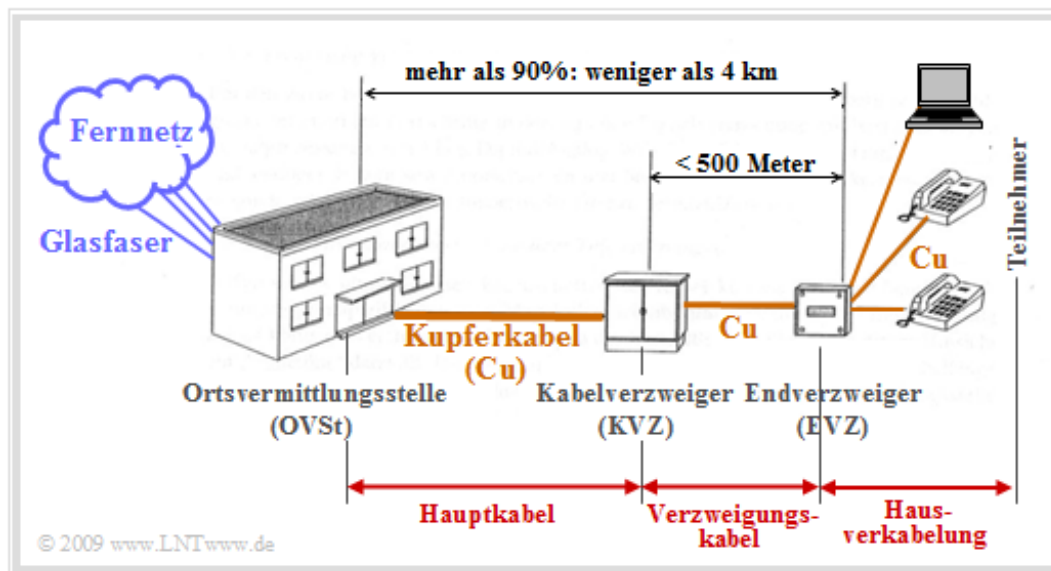 mehr als 90%: weniger als 4 km
Fernnetz
< 500 Meter
Glasfaser
Teilnehmer
Cu
Kupferkabel
(Cu)
Cu
Ortsvermittlungsstelle
(OVSt)
Kabelverzweiger
(KVZ)
Endverzweiger
(EVZ)
Hauptkabel
Verzweigungs-
kabel
Haus-
verkabelung
© 2009 www.LNTwww.de